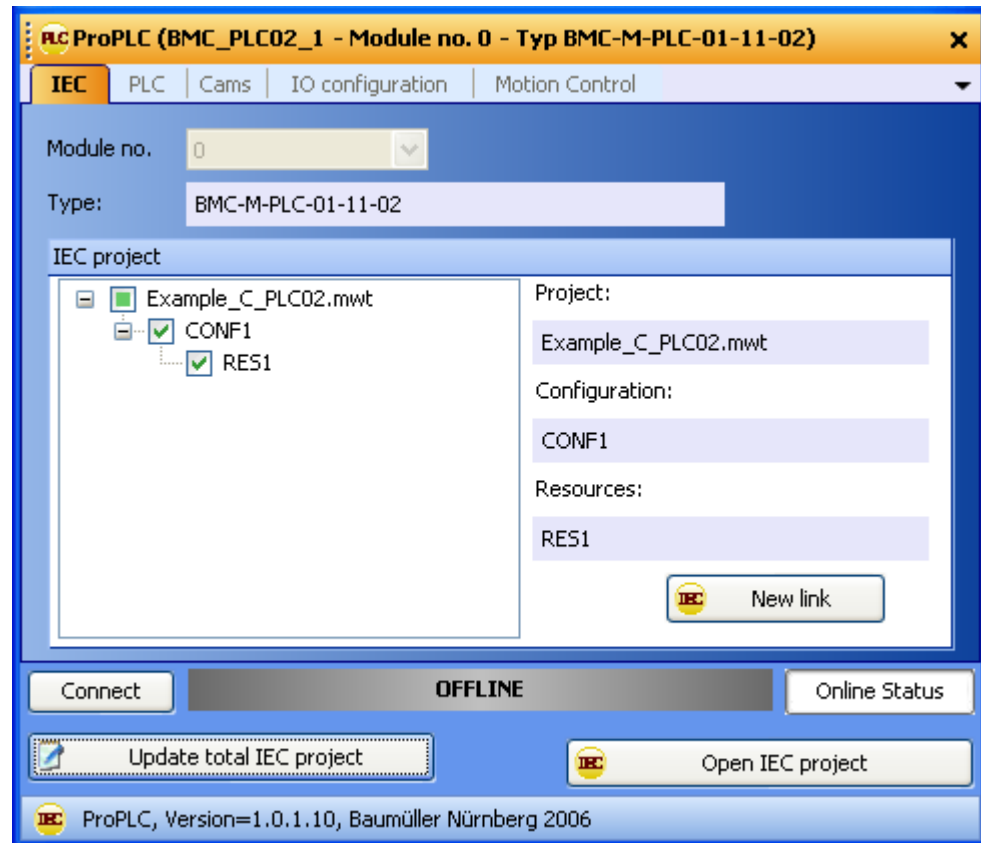 PLC ProPLC (BMC_PLC02_1 - Module no. 0 - Typ BMC-M-PLC-01-11-02)
IEC PLC Cams IO configuration Motion Control
Module no. 0
Type: BMC-M-PLC-01-11-02
IEC project
Example_C_PLC02.mwt
CONF1
RES1
Project:
Example_C_PLC02.mwt
Configuration:
CONF1
Resources:
RES1
IEC New link
Connect OFFLINE Online Status
Update total IEC project IEC Open IEC project
IEC ProPLC, Version=1.0.1.10, Baumüller Nürnberg 2006